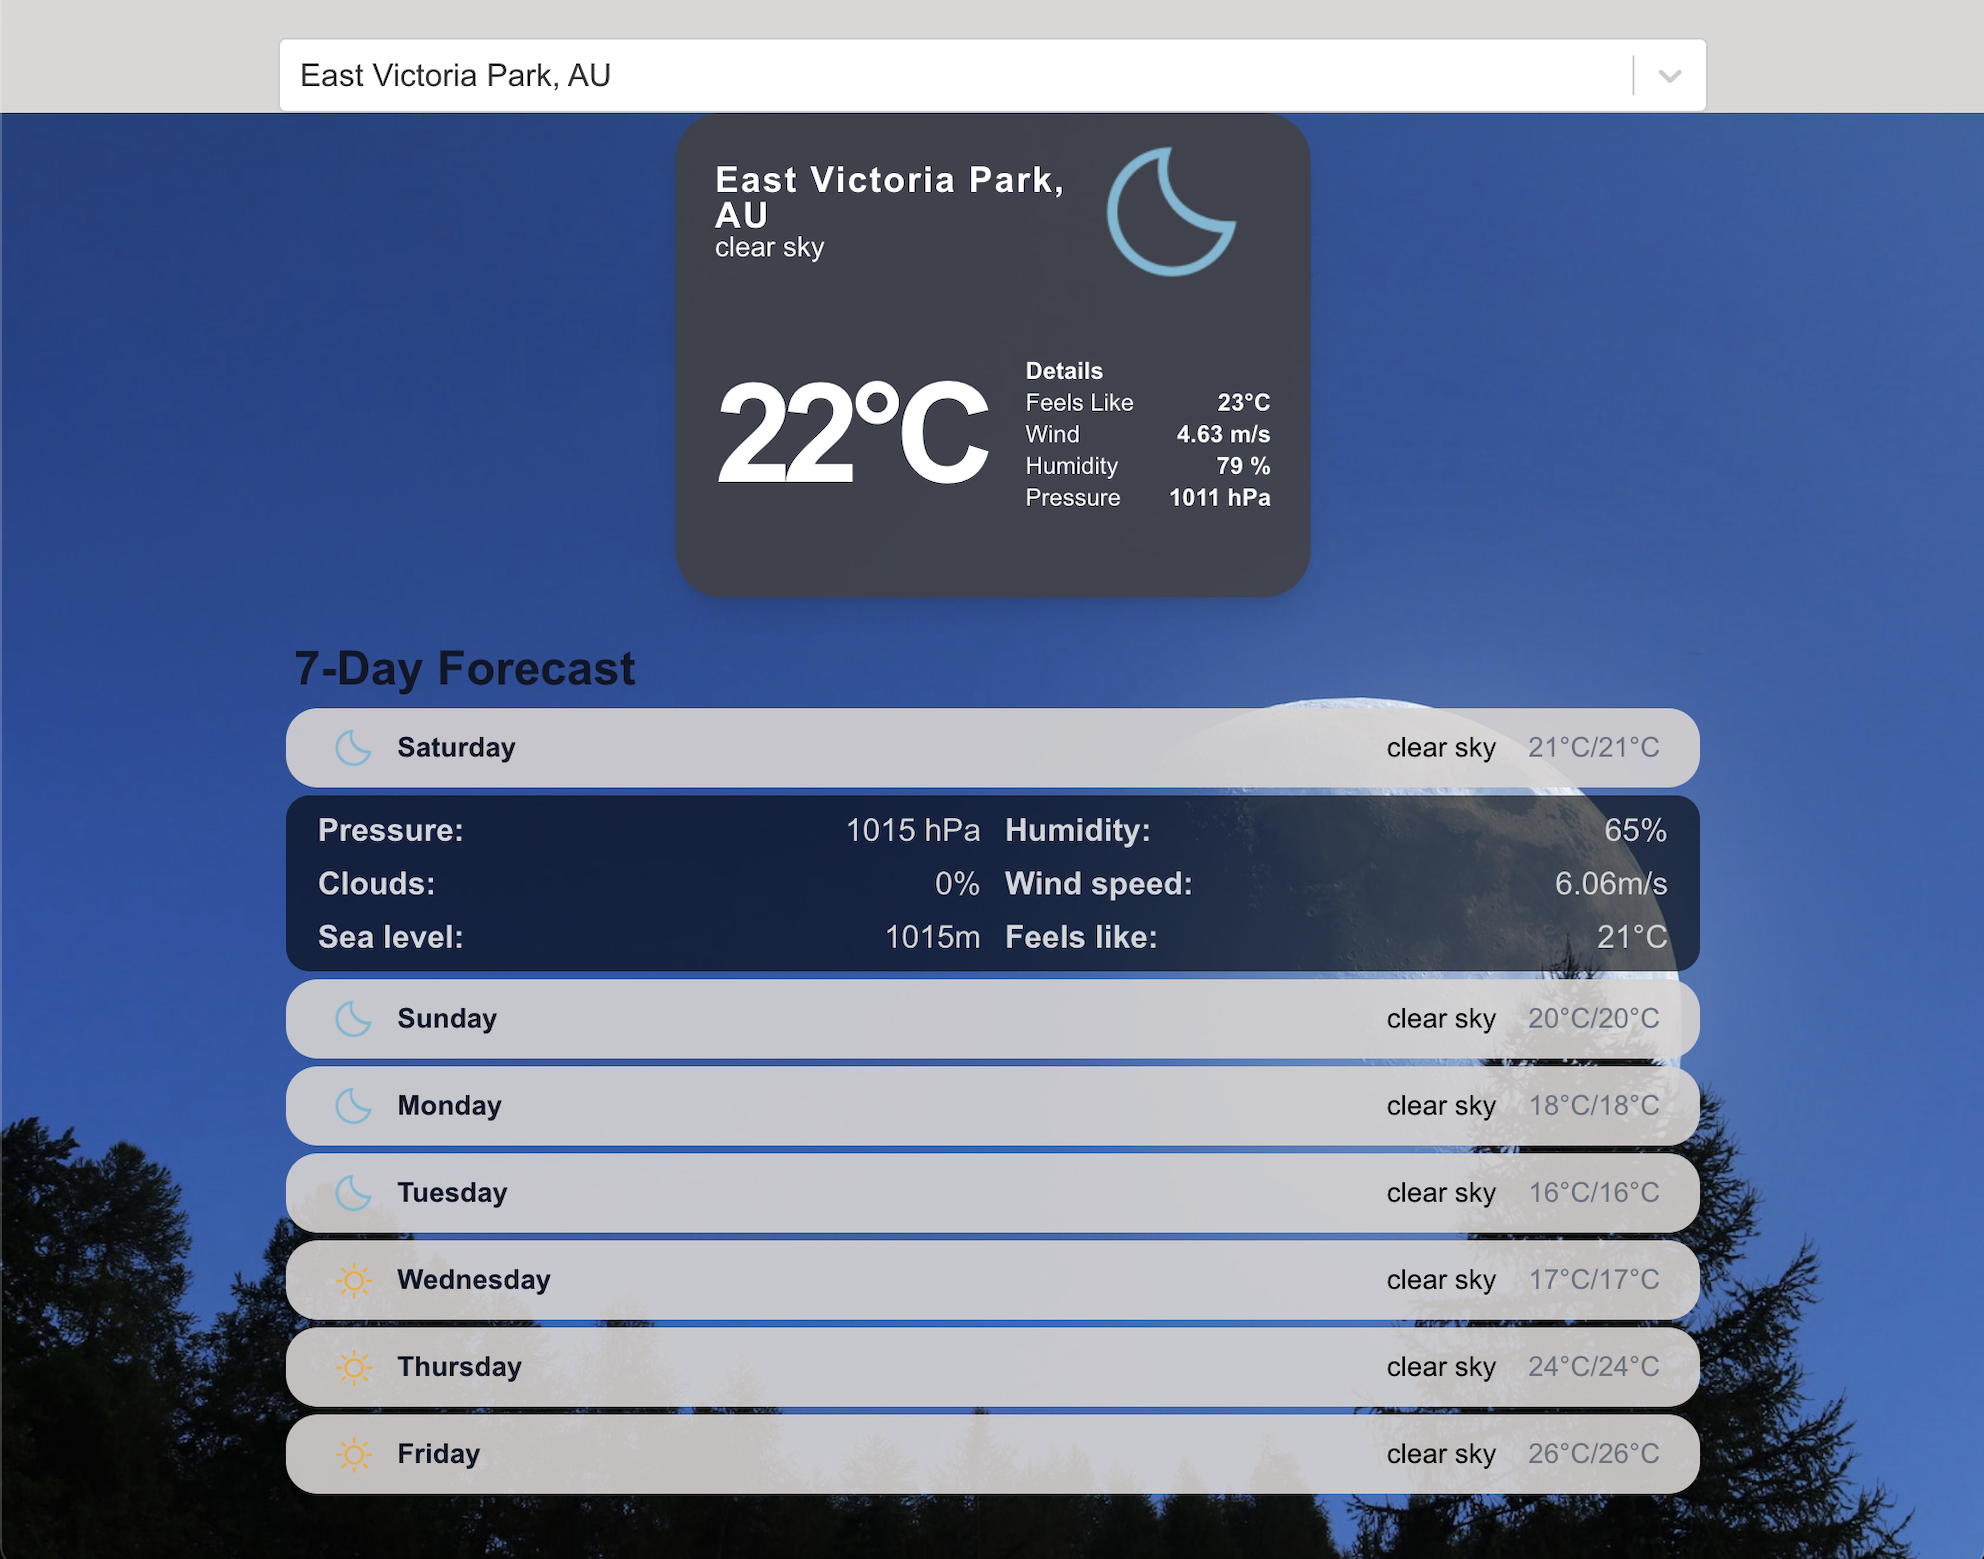 East Victoria Park, AU
East Victoria Park,
AU
clear sky
22°C
Details
Feels Like 23°C
Wind 4.63 m/s
Humidity 79 %
Pressure 1011 hPa
7-Day Forecast
Saturday clear sky 21°C/21°C
Pressure: 1015 hPa Humidity: 65%
Clouds: 0% Wind speed: 6.06m/s
Sea level: 1015m Feels like: 21°C
Sunday clear sky 20°C/20°C
Monday clear sky 18°C/18°C
Tuesday clear sky 16°C/16°C
Wednesday clear sky 17°C/17°C
Thursday clear sky 24°C/24°C
Friday clear sky 26°C/26°C